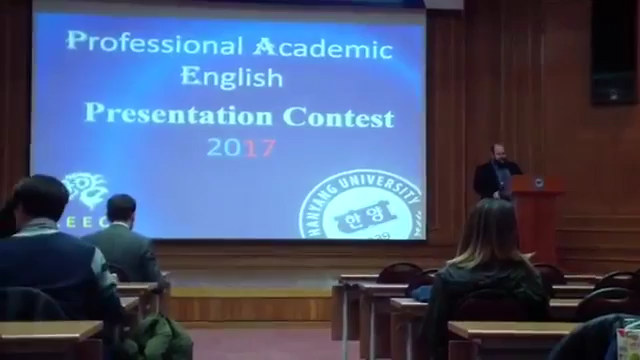 Professional Academic
English
Presentation Contest
2017
HANYANG UNIVERSITY
한양